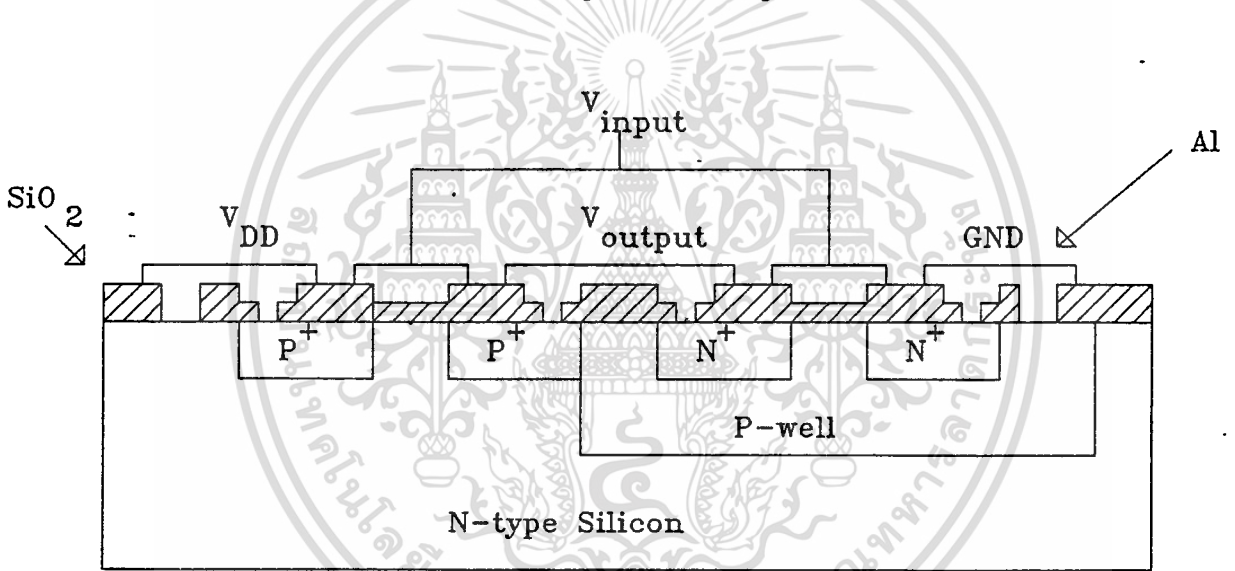 V input
Al
SiO 2
V DD
V output
GND
P+
P+
N+
N+
P-well
N-type Silicon